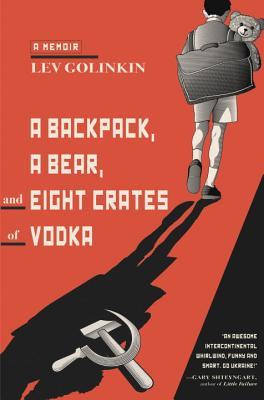 A MEMOIR
LEV GOLINKIN
A BACKPACK,
A BEAR,
and EIGHT CRATES
of VODKA
"AN AWESOME
INTERCONTINENTAL
WHIRLWIND, FUNNY AND
SMART. GO UKRAINE!"
—GARY SHTEYNGART,
author of Little Failure